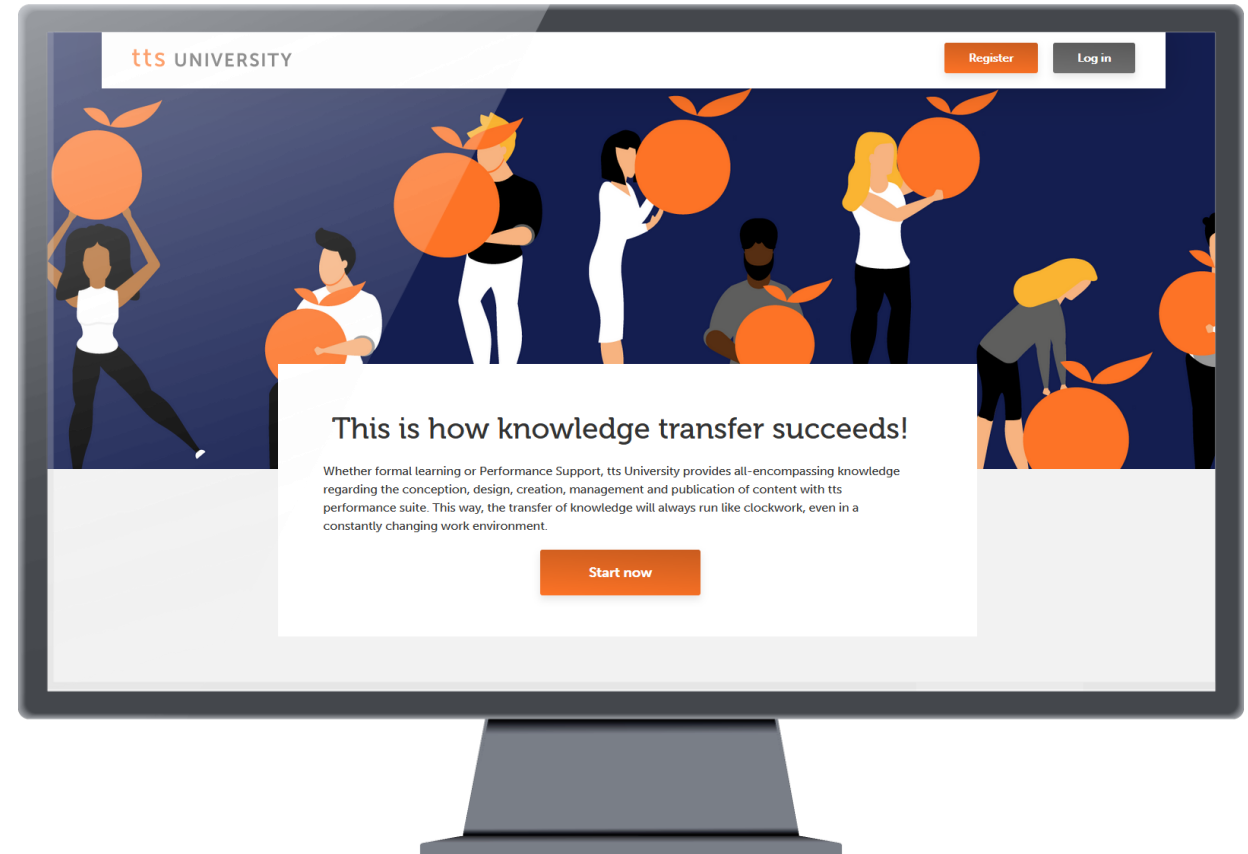 tts UNIVERSITY
Register
Log in
This is how knowledge transfer succeeds!
Whether formal learning or Performance Support, tts University provides all-encompassing knowledge
regarding the conception, design, creation, management and publication of content with tts
performance suite. This way, the transfer of knowledge will always run like clockwork, even in a
constantly changing work environment.
Start now